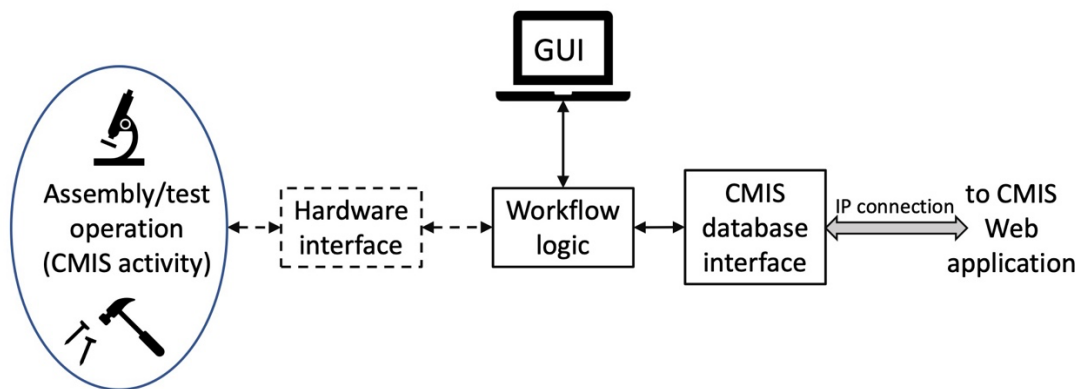 GUI
Assembly/test
operation
(CMIS activity)
Hardware
interface
Workflow
logic
CMIS
database
interface
IP connection
to CMIS
Web
application